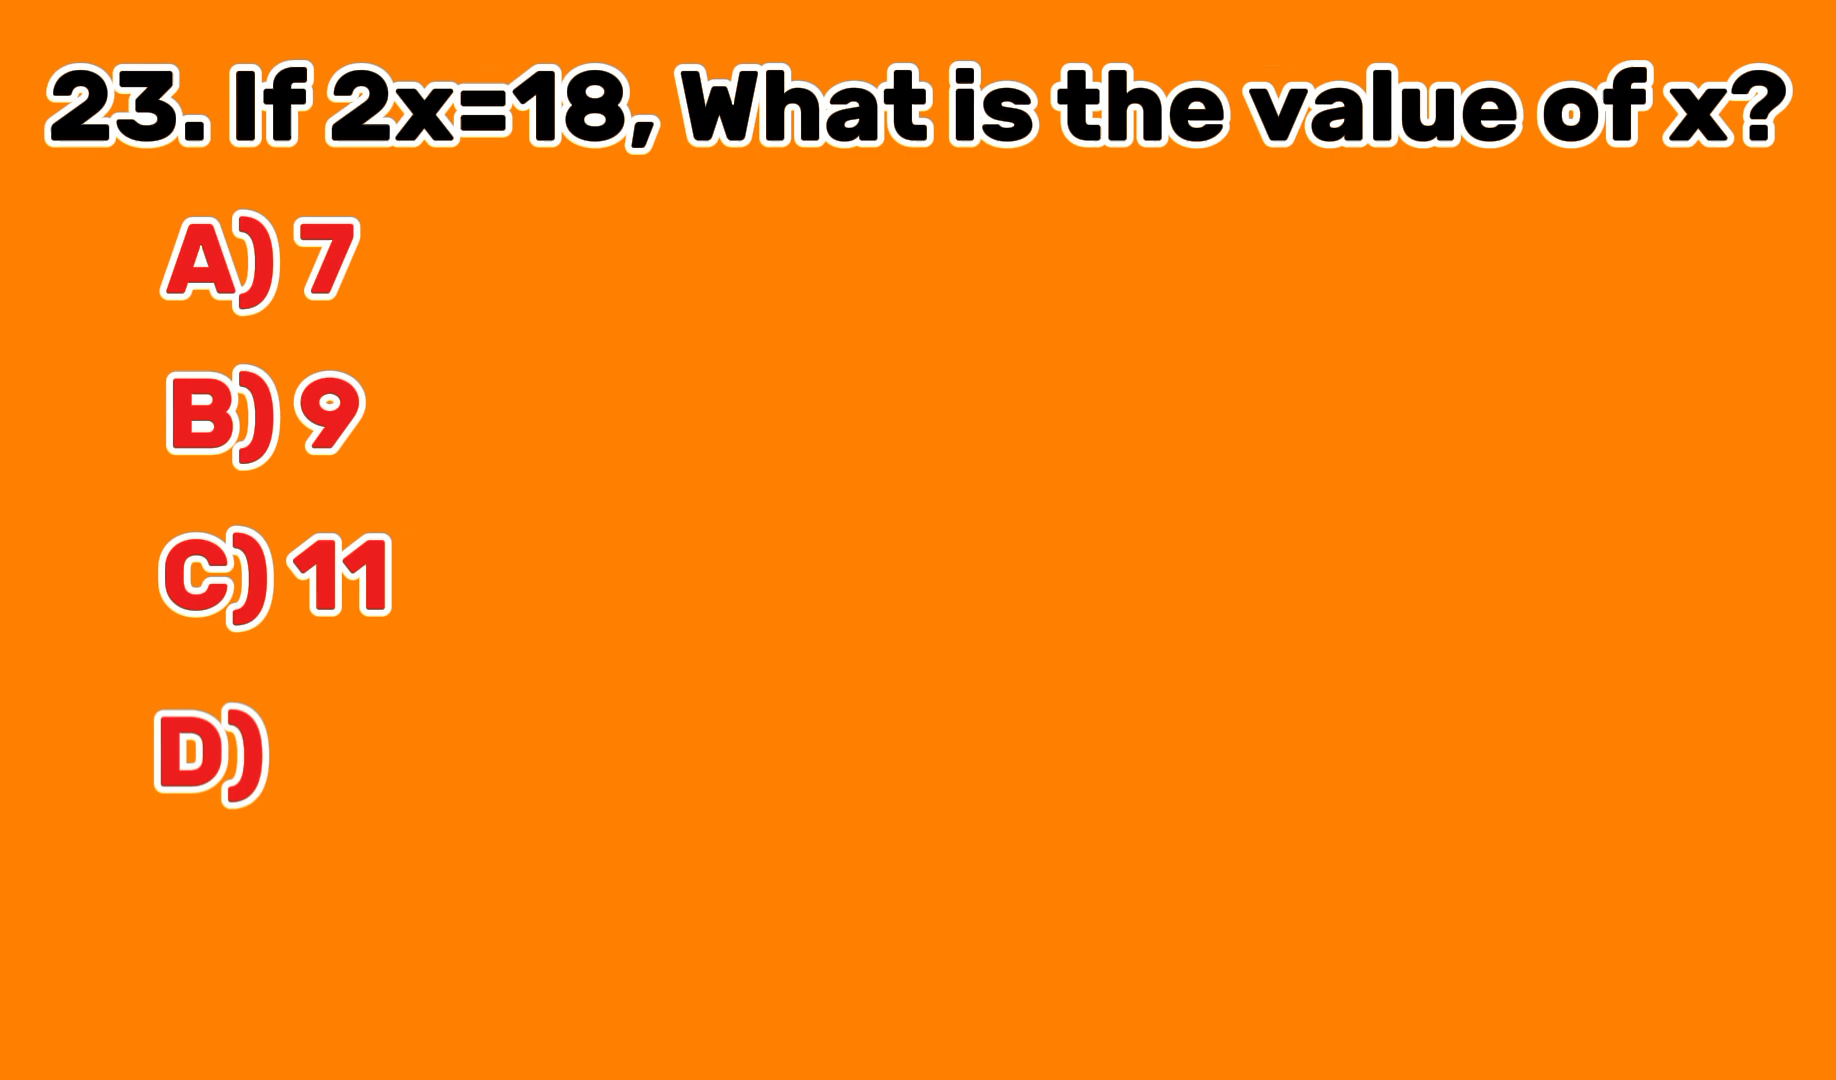 23. If 2x=18, What is the value of x?
A) 7
B) 9
C) 11
D)